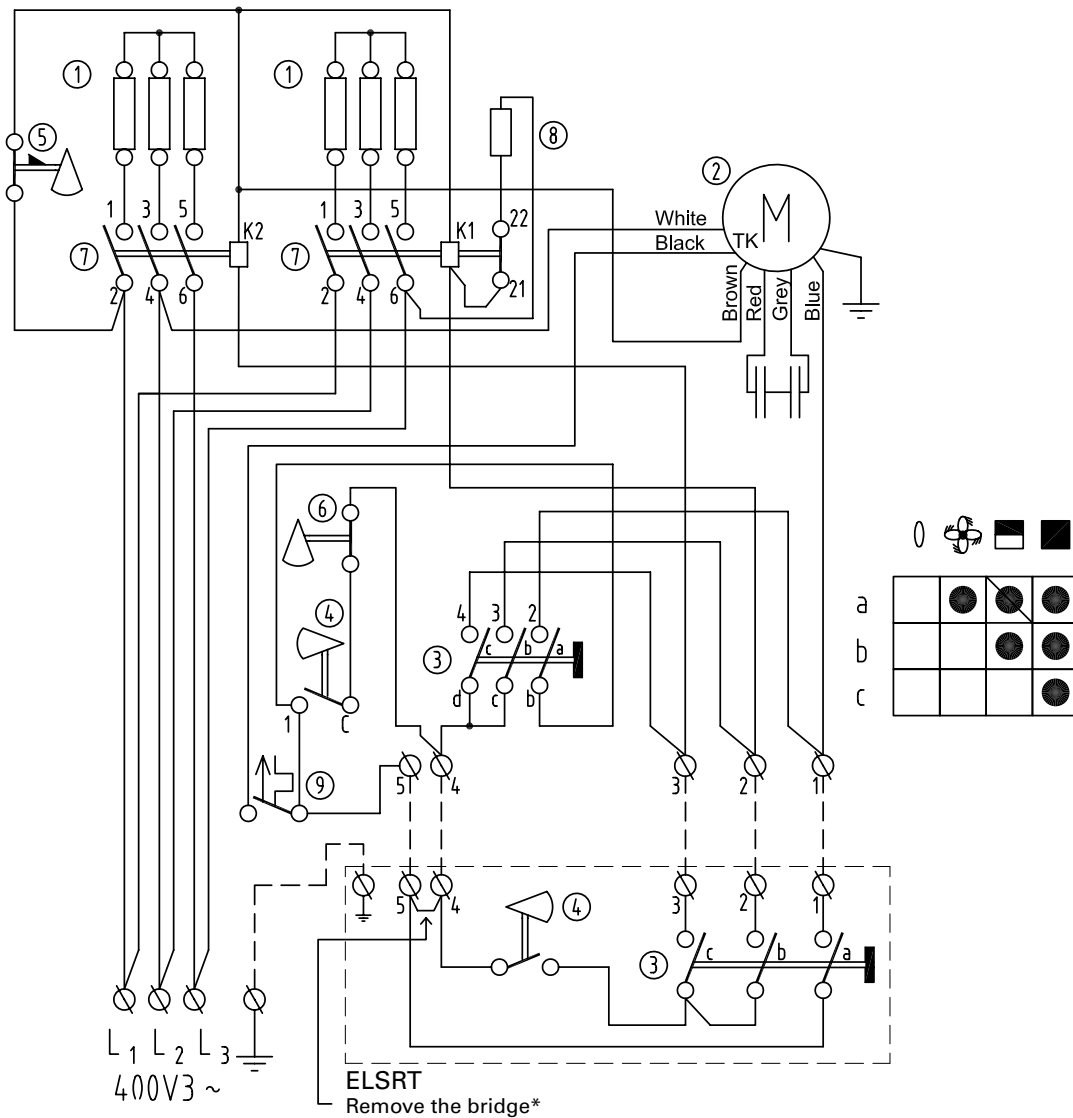 1
1
8
5
2
1 3 5
K2
1 3 5
K1
22
White
Black
TK
M
7
7
21
2 4 6
2 4 6
Brown
Red
Grey
Blue
6
4
4 3 2
a
c b a
b
3
c
1 C
d c b
9
5 4
3 2 1
5 4
4
3 2 1
3
c b a
L1 L2 L3
400V3 ~
ELSRT
Remove the bridge*